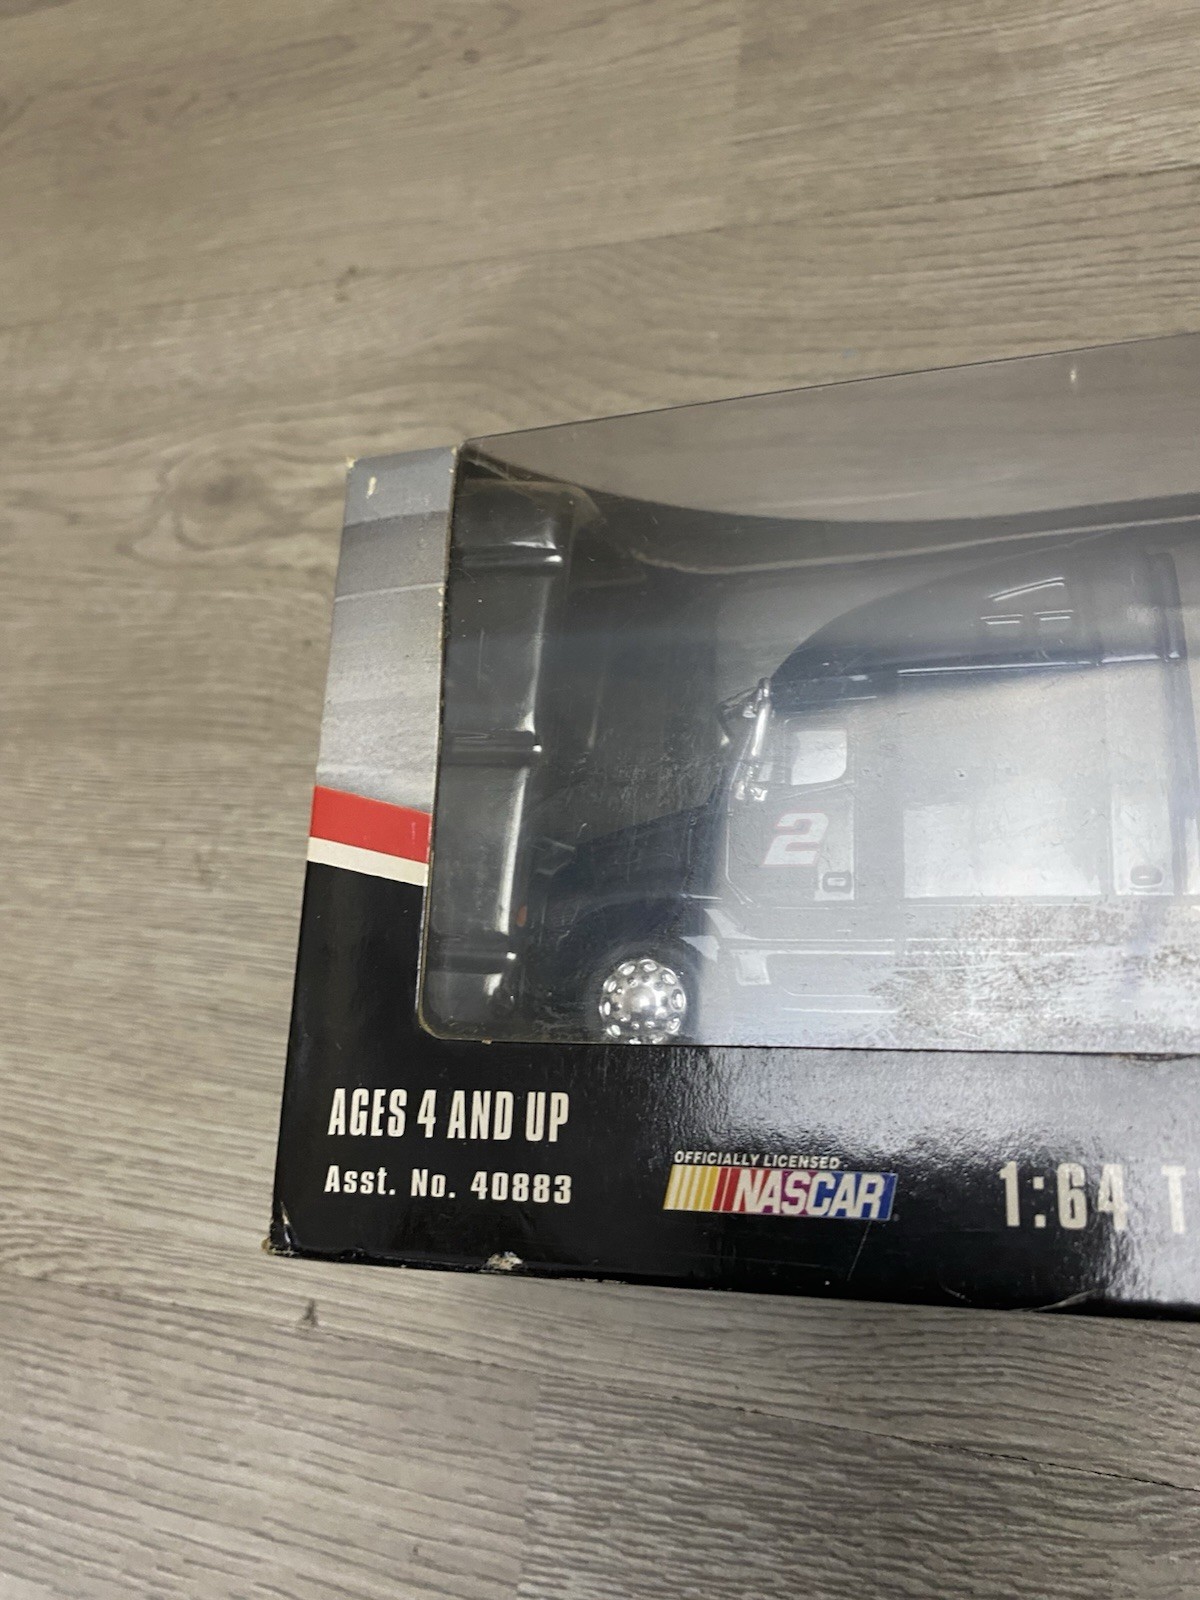 2
AGES 4 AND UP
Asst. No. 40883
OFFICIALLY LICENSED
NASCAR
1:64 T